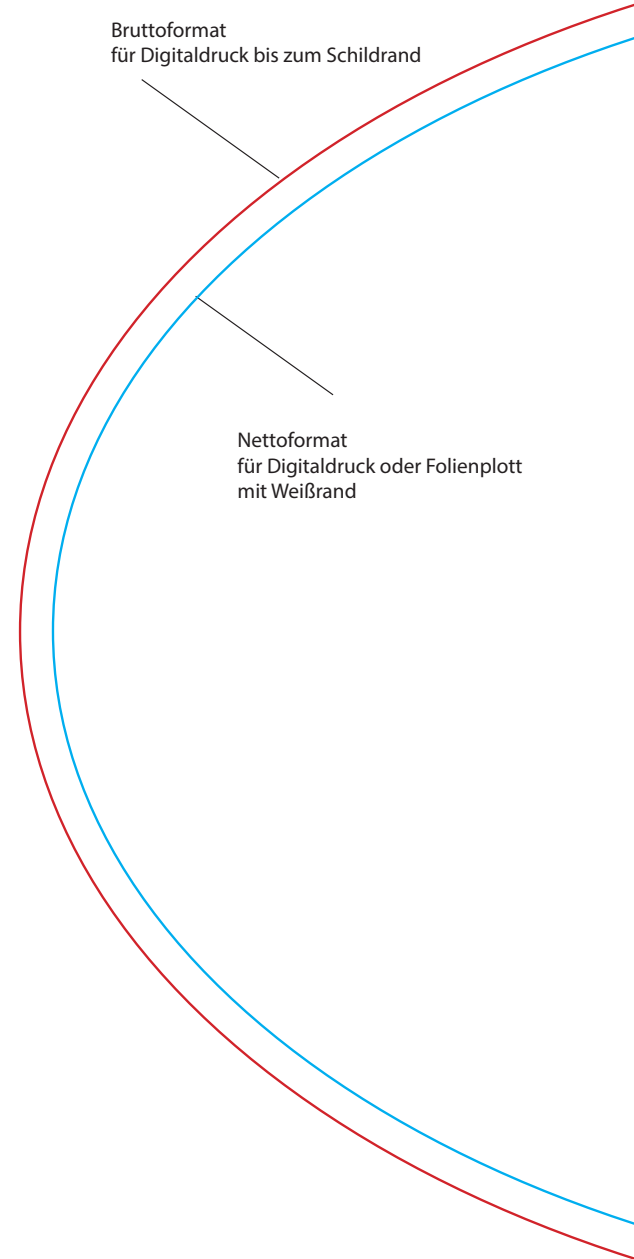 Bruttoformat
für Digitaldruck bis zum Schildrand
Nettoformat
für Digitaldruck oder Folienplott
mit Weißrand